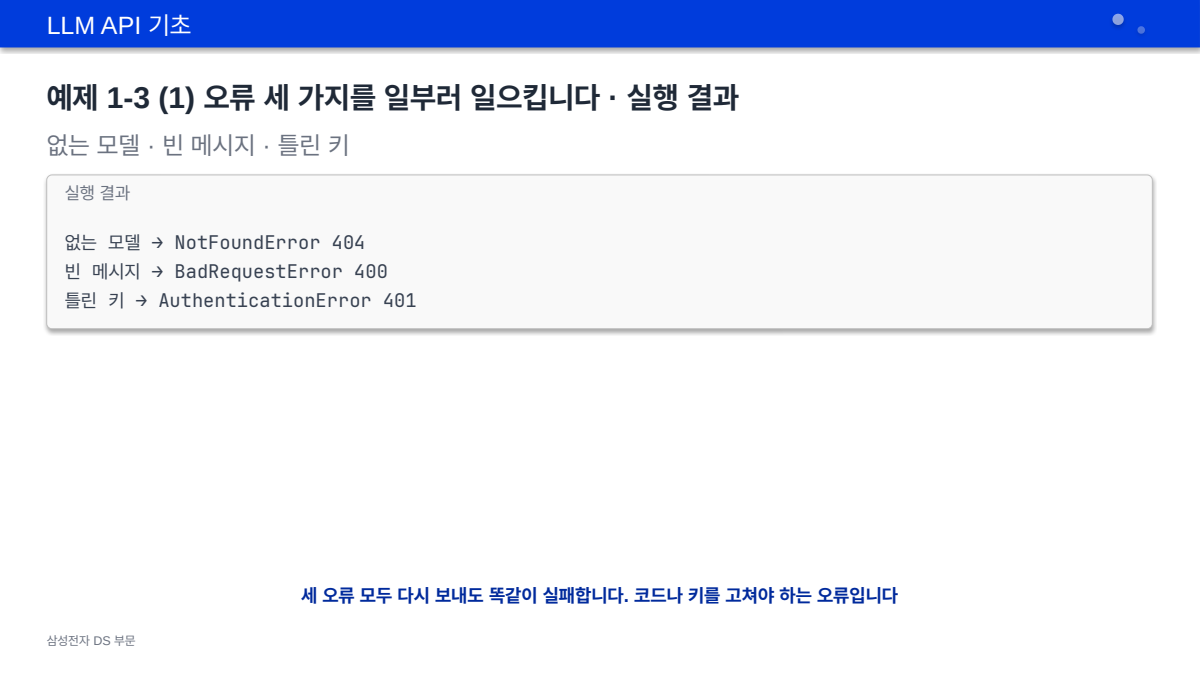 LLM API 기초
예제 1-3 (1) 오류 세 가지를 일부러 일으킵니다 · 실행 결과
없는 모델 · 빈 메시지 · 틀린 키
실행 결과
없는 모델 → NotFoundError 404
빈 메시지 → BadRequestError 400
틀린 키 → AuthenticationError 401
세 오류 모두 다시 보내도 똑같이 실패합니다. 코드나 키를 고쳐야 하는 오류입니다
삼성전자 DS 부문